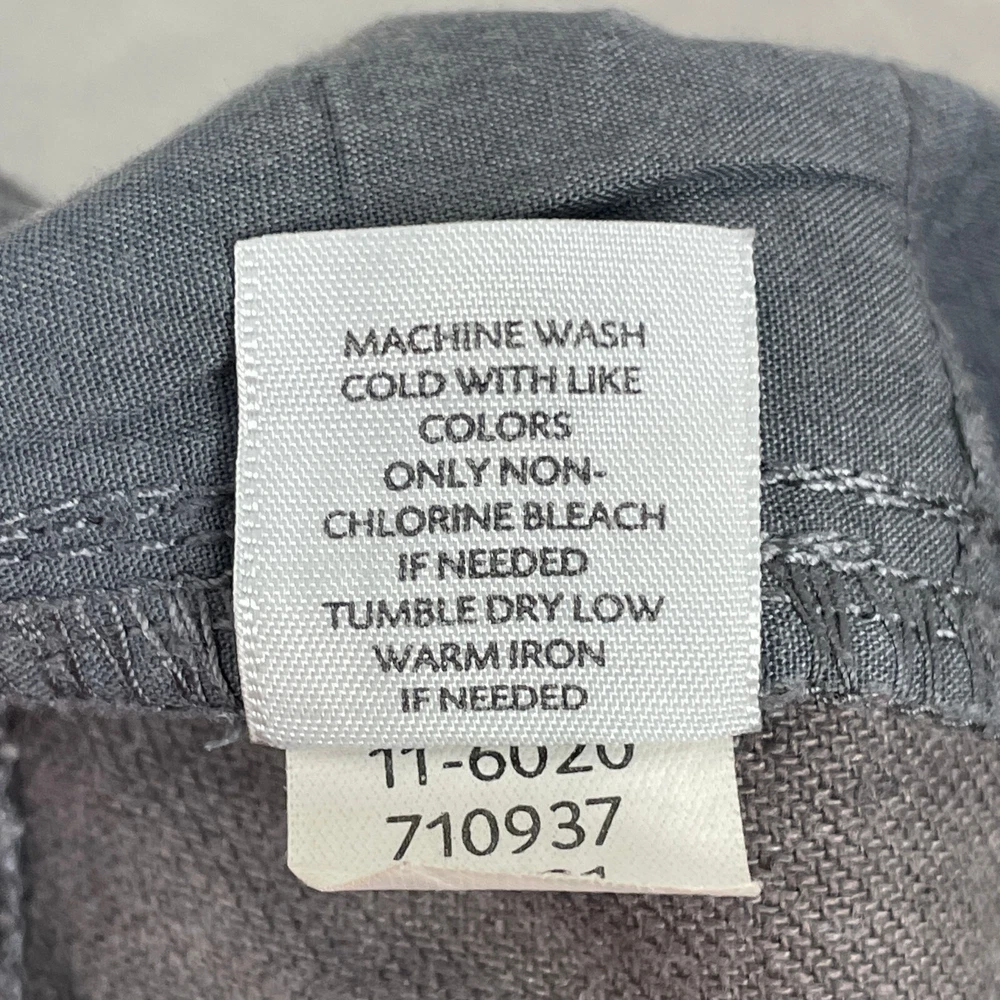 MACHINE WASH
COLD WITH LIKE
COLORS
ONLY NON-
CHLORINE BLEACH
IF NEEDED
TUMBLE DRY LOW
WARM IRON
IF NEEDED
11-6020
710937